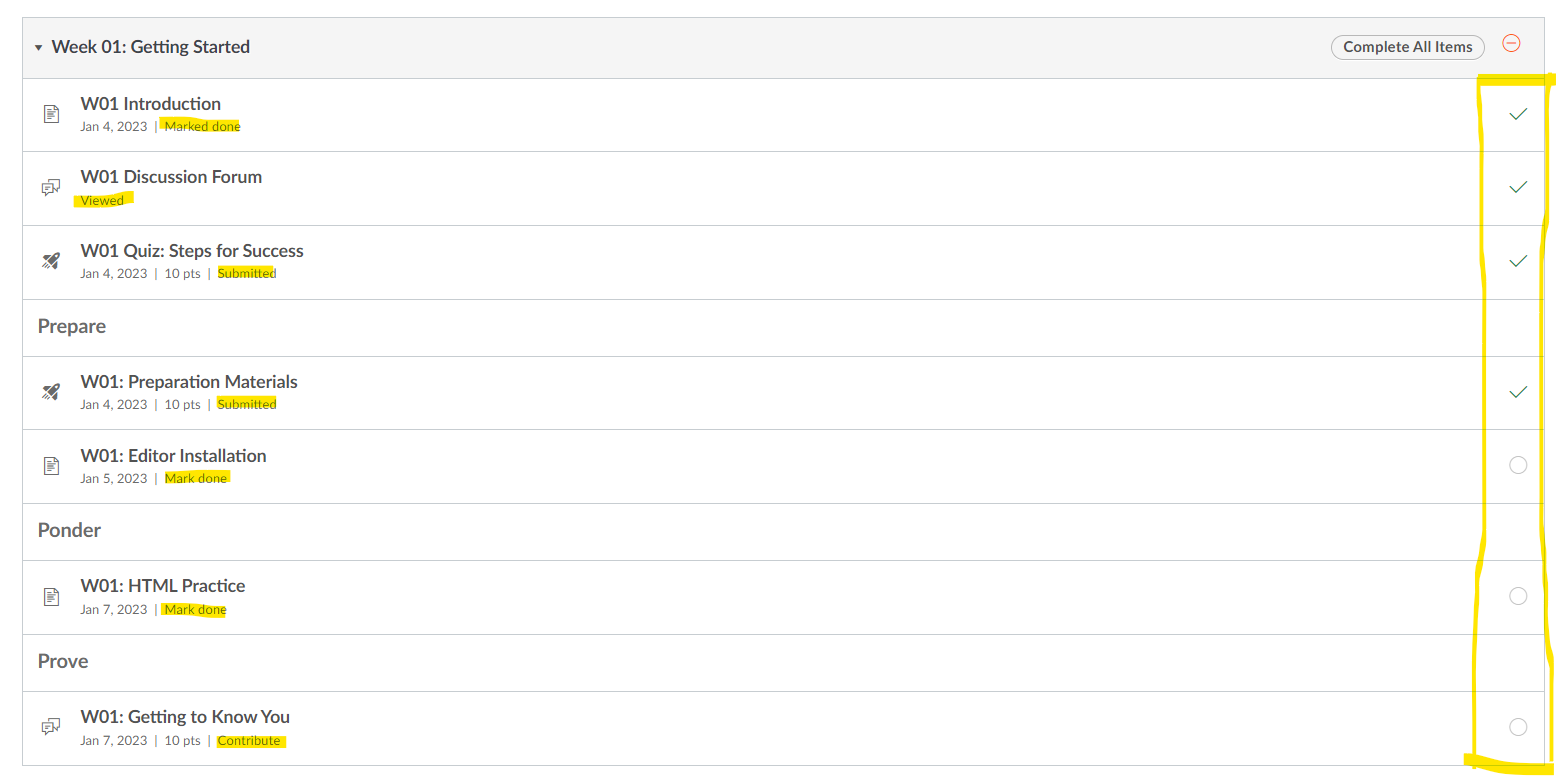 Week 01: Getting Started
Complete All Items
W01 Introduction
Jan 4, 2023 | Marked done
W01 Discussion Forum
Viewed
W01 Quiz: Steps for Success
Jan 4, 2023 | 10 pts | Submitted
Prepare
W01: Preparation Materials
Jan 4, 2023 | 10 pts | Submitted
W01: Editor Installation
Jan 5, 2023 | Mark done
Ponder
W01: HTML Practice
Jan 7, 2023 | Mark done
Prove
W01: Getting to Know You
Jan 7, 2023 | 10 pts | Contribute